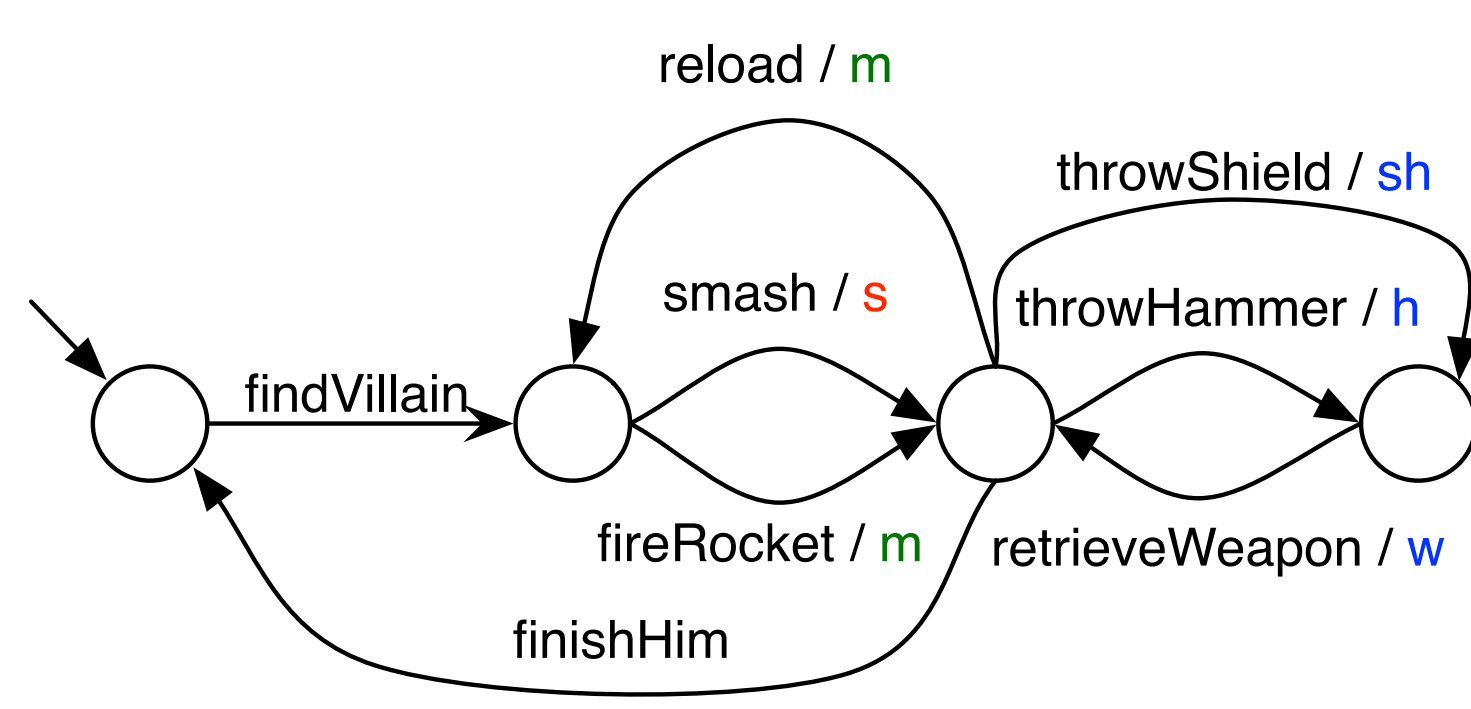 reload / m
throwShield / sh
smash / s
throwHammer / h
findVillain
fireRocket / m
retrieveWeapon / w
finishHim